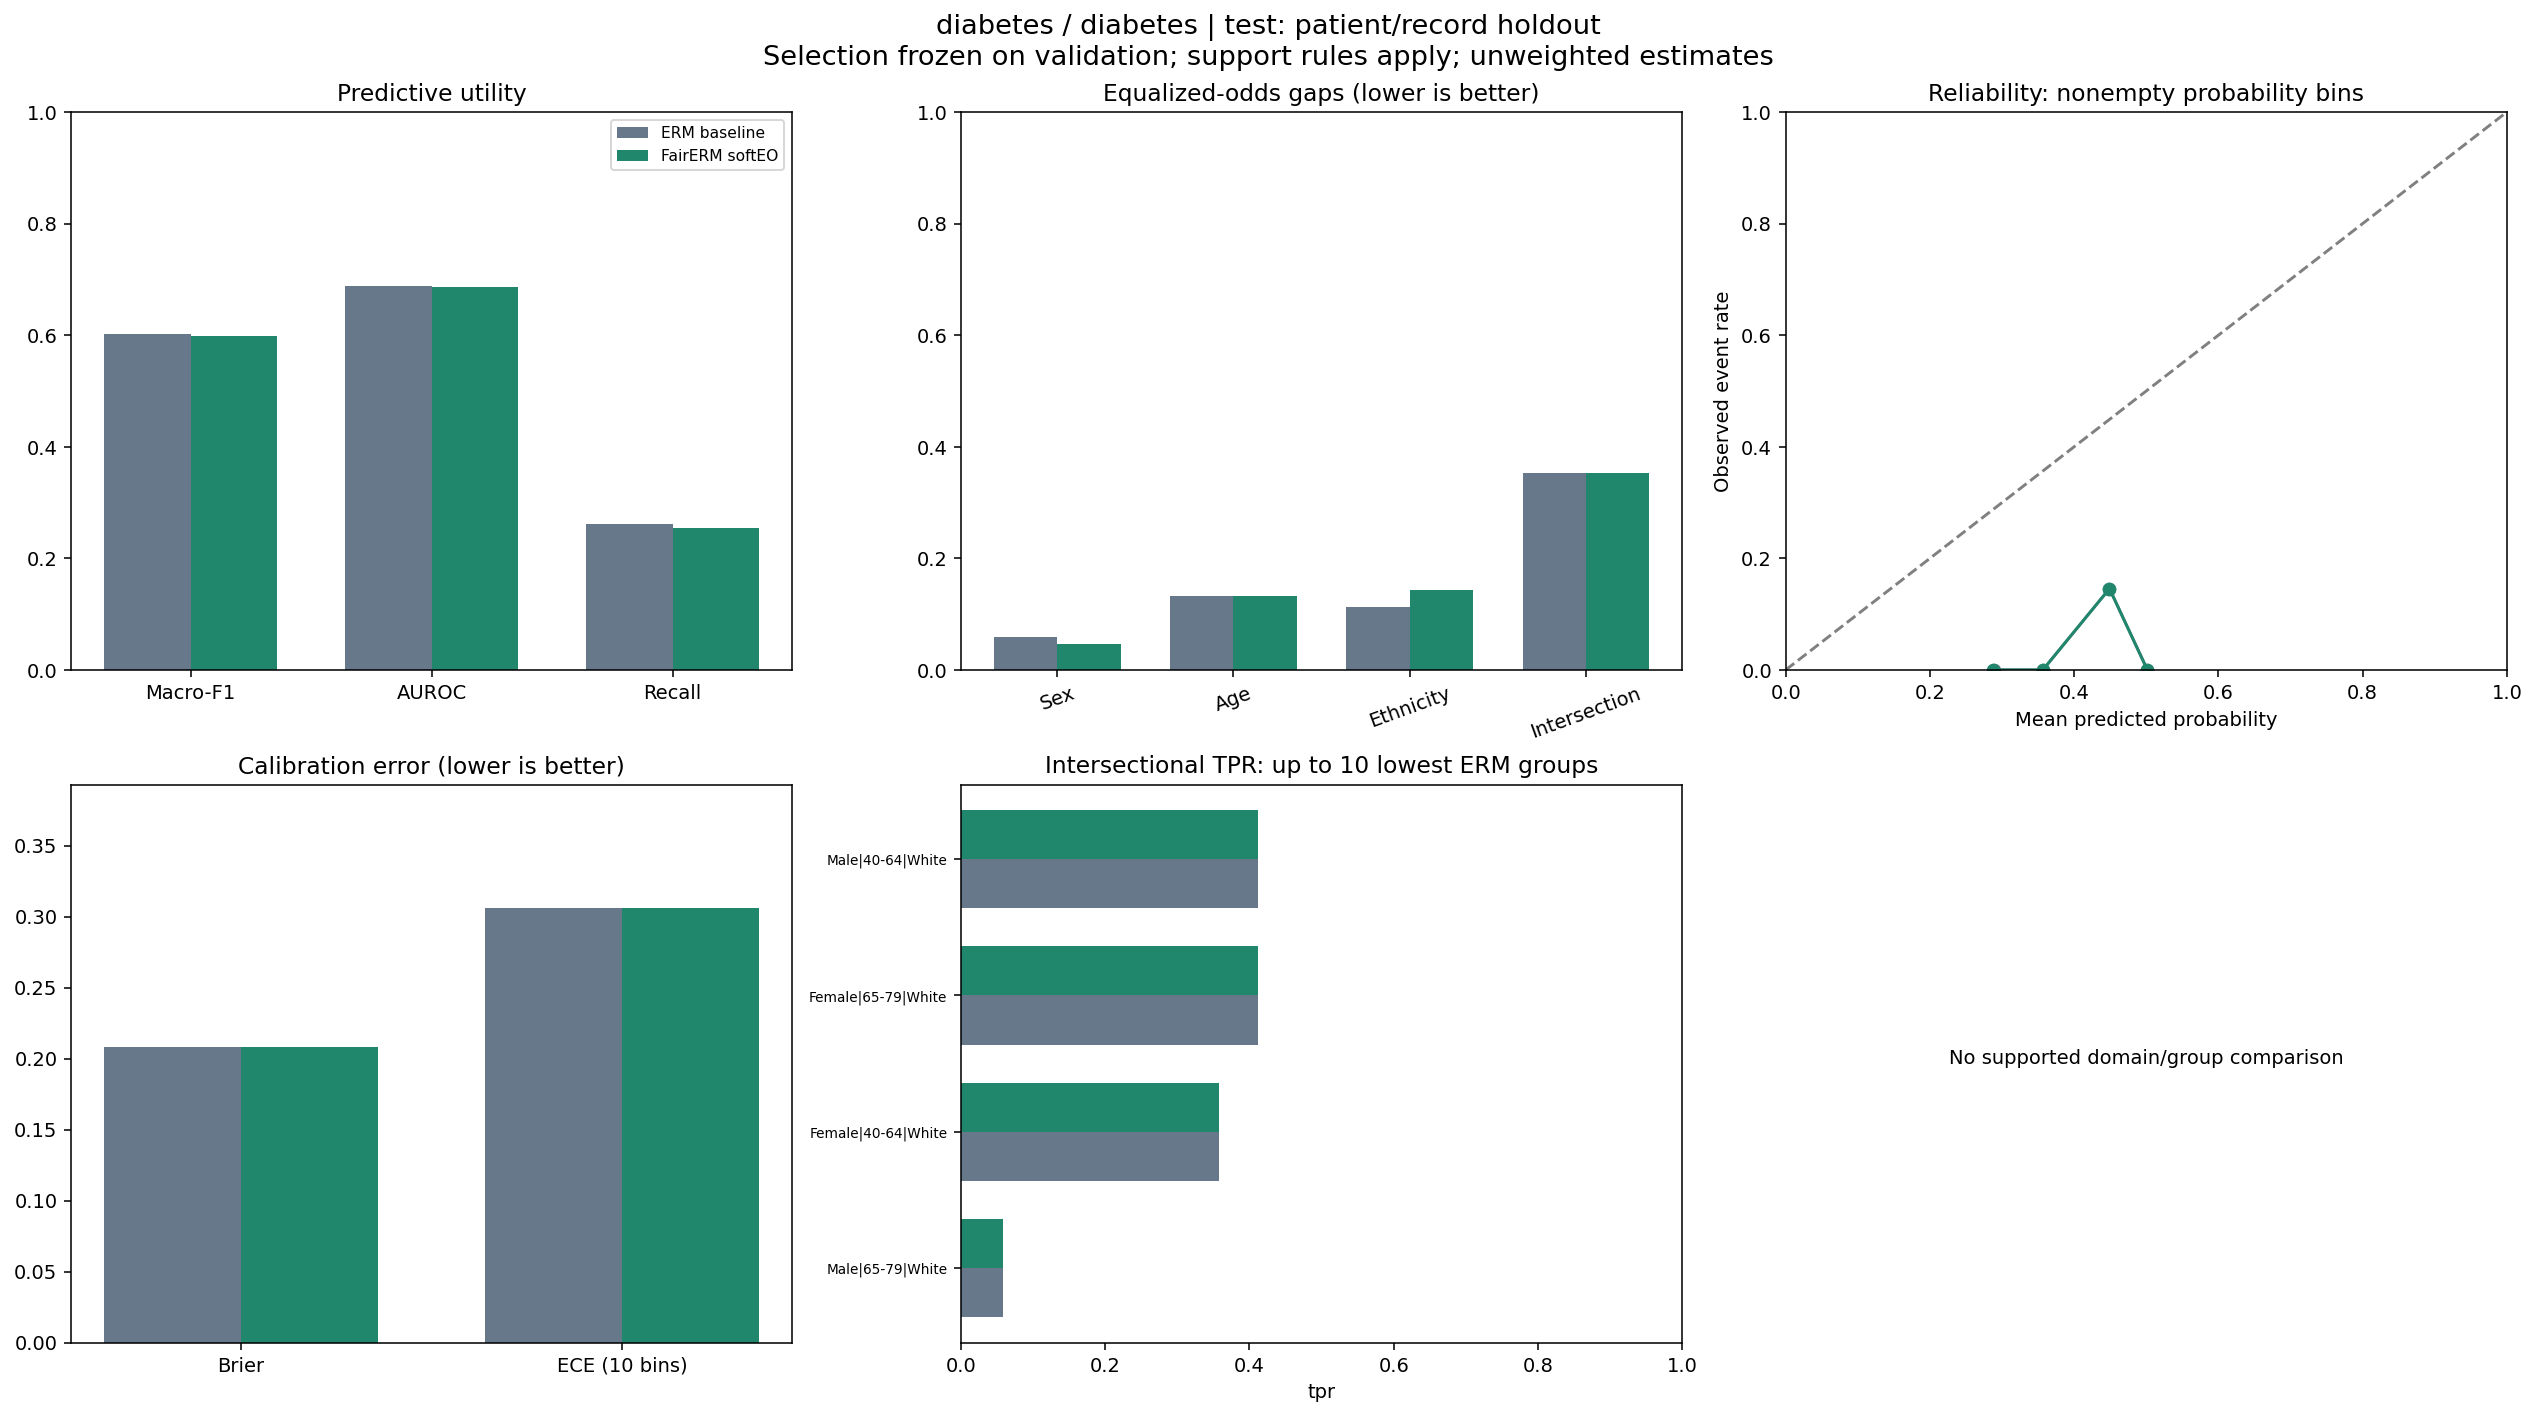 diabetes / diabetes | test: patient/record holdout
Selection frozen on validation; support rules apply; unweighted estimates
Predictive utility
1.0
0.8
0.6
0.4
0.2
0.0
ERM baseline
FairERM softEO
Macro-F1
AUROC
Recall
Equalized-odds gaps (lower is better)
1.0
0.8
0.6
0.4
0.2
0.0
Sex
Age
Ethnicity
Intersection
Reliability: nonempty probability bins
Observed event rate
1.0
0.8
0.6
0.4
0.2
0.0
0.0
0.2
0.4
0.6
0.8
1.0
Mean predicted probability
Calibration error (lower is better)
0.35
0.30
0.25
0.20
0.15
0.10
0.05
0.00
Brier
ECE (10 bins)
Intersectional TPR: up to 10 lowest ERM groups
Male|40-64|White
Female|65-79|White
Female|40-64|White
Male|65-79|White
0.0
0.2
0.4
0.6
0.8
1.0
tpr
No supported domain/group comparison